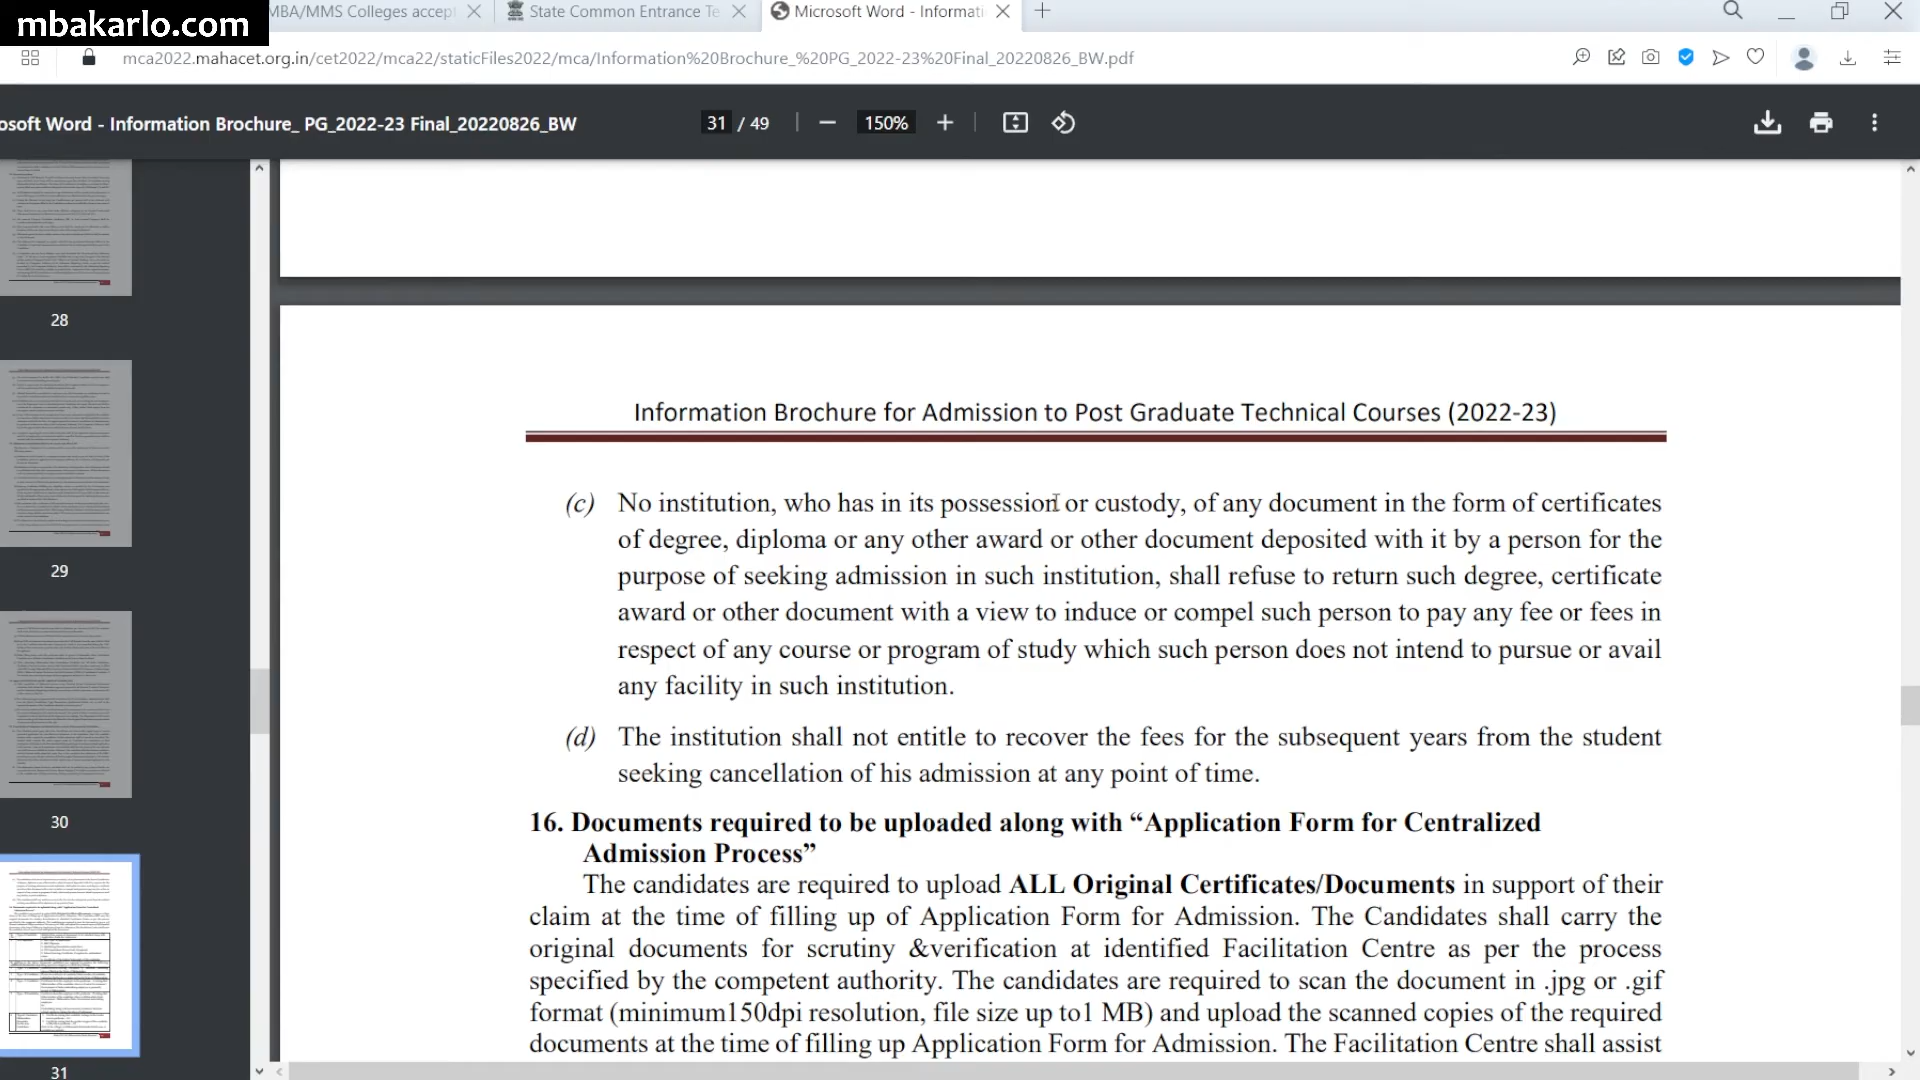 mbakarlo.com
MBA/MMS Colleges accept
State Common Entrance Te
Microsoft Word - Informati
mca2022.mahacet.org.in/cet2022/mca22/staticFiles2022/mca/Information%20Brochure_%20PG_2022-23%20Final_20220826_BW.pdf
osoft Word - Information Brochure_ PG_2022-23 Final_20220826_BW
31 / 49
150%
28
29
30
31
Information Brochure for Admission to Post Graduate Technical Courses (2022-23)
(c) No institution, who has in its possession or custody, of any document in the form of certificates
of degree, diploma or any other award or other document deposited with it by a person for the
purpose of seeking admission in such institution, shall refuse to return such degree, certificate
award or other document with a view to induce or compel such person to pay any fee or fees in
respect of any course or program of study which such person does not intend to pursue or avail
any facility in such institution.
(d) The institution shall not entitle to recover the fees for the subsequent years from the student
seeking cancellation of his admission at any point of time.
16. Documents required to be uploaded along with “Application Form for Centralized
Admission Process”
The candidates are required to upload ALL Original Certificates/Documents in support of their
claim at the time of filling up of Application Form for Admission. The Candidates shall carry the
original documents for scrutiny &verification at identified Facilitation Centre as per the process
specified by the competent authority. The candidates are required to scan the document in .jpg or .gif
format (minimum150dpi resolution, file size up to1 MB) and upload the scanned copies of the required
documents at the time of filling up Application Form for Admission. The Facilitation Centre shall assist